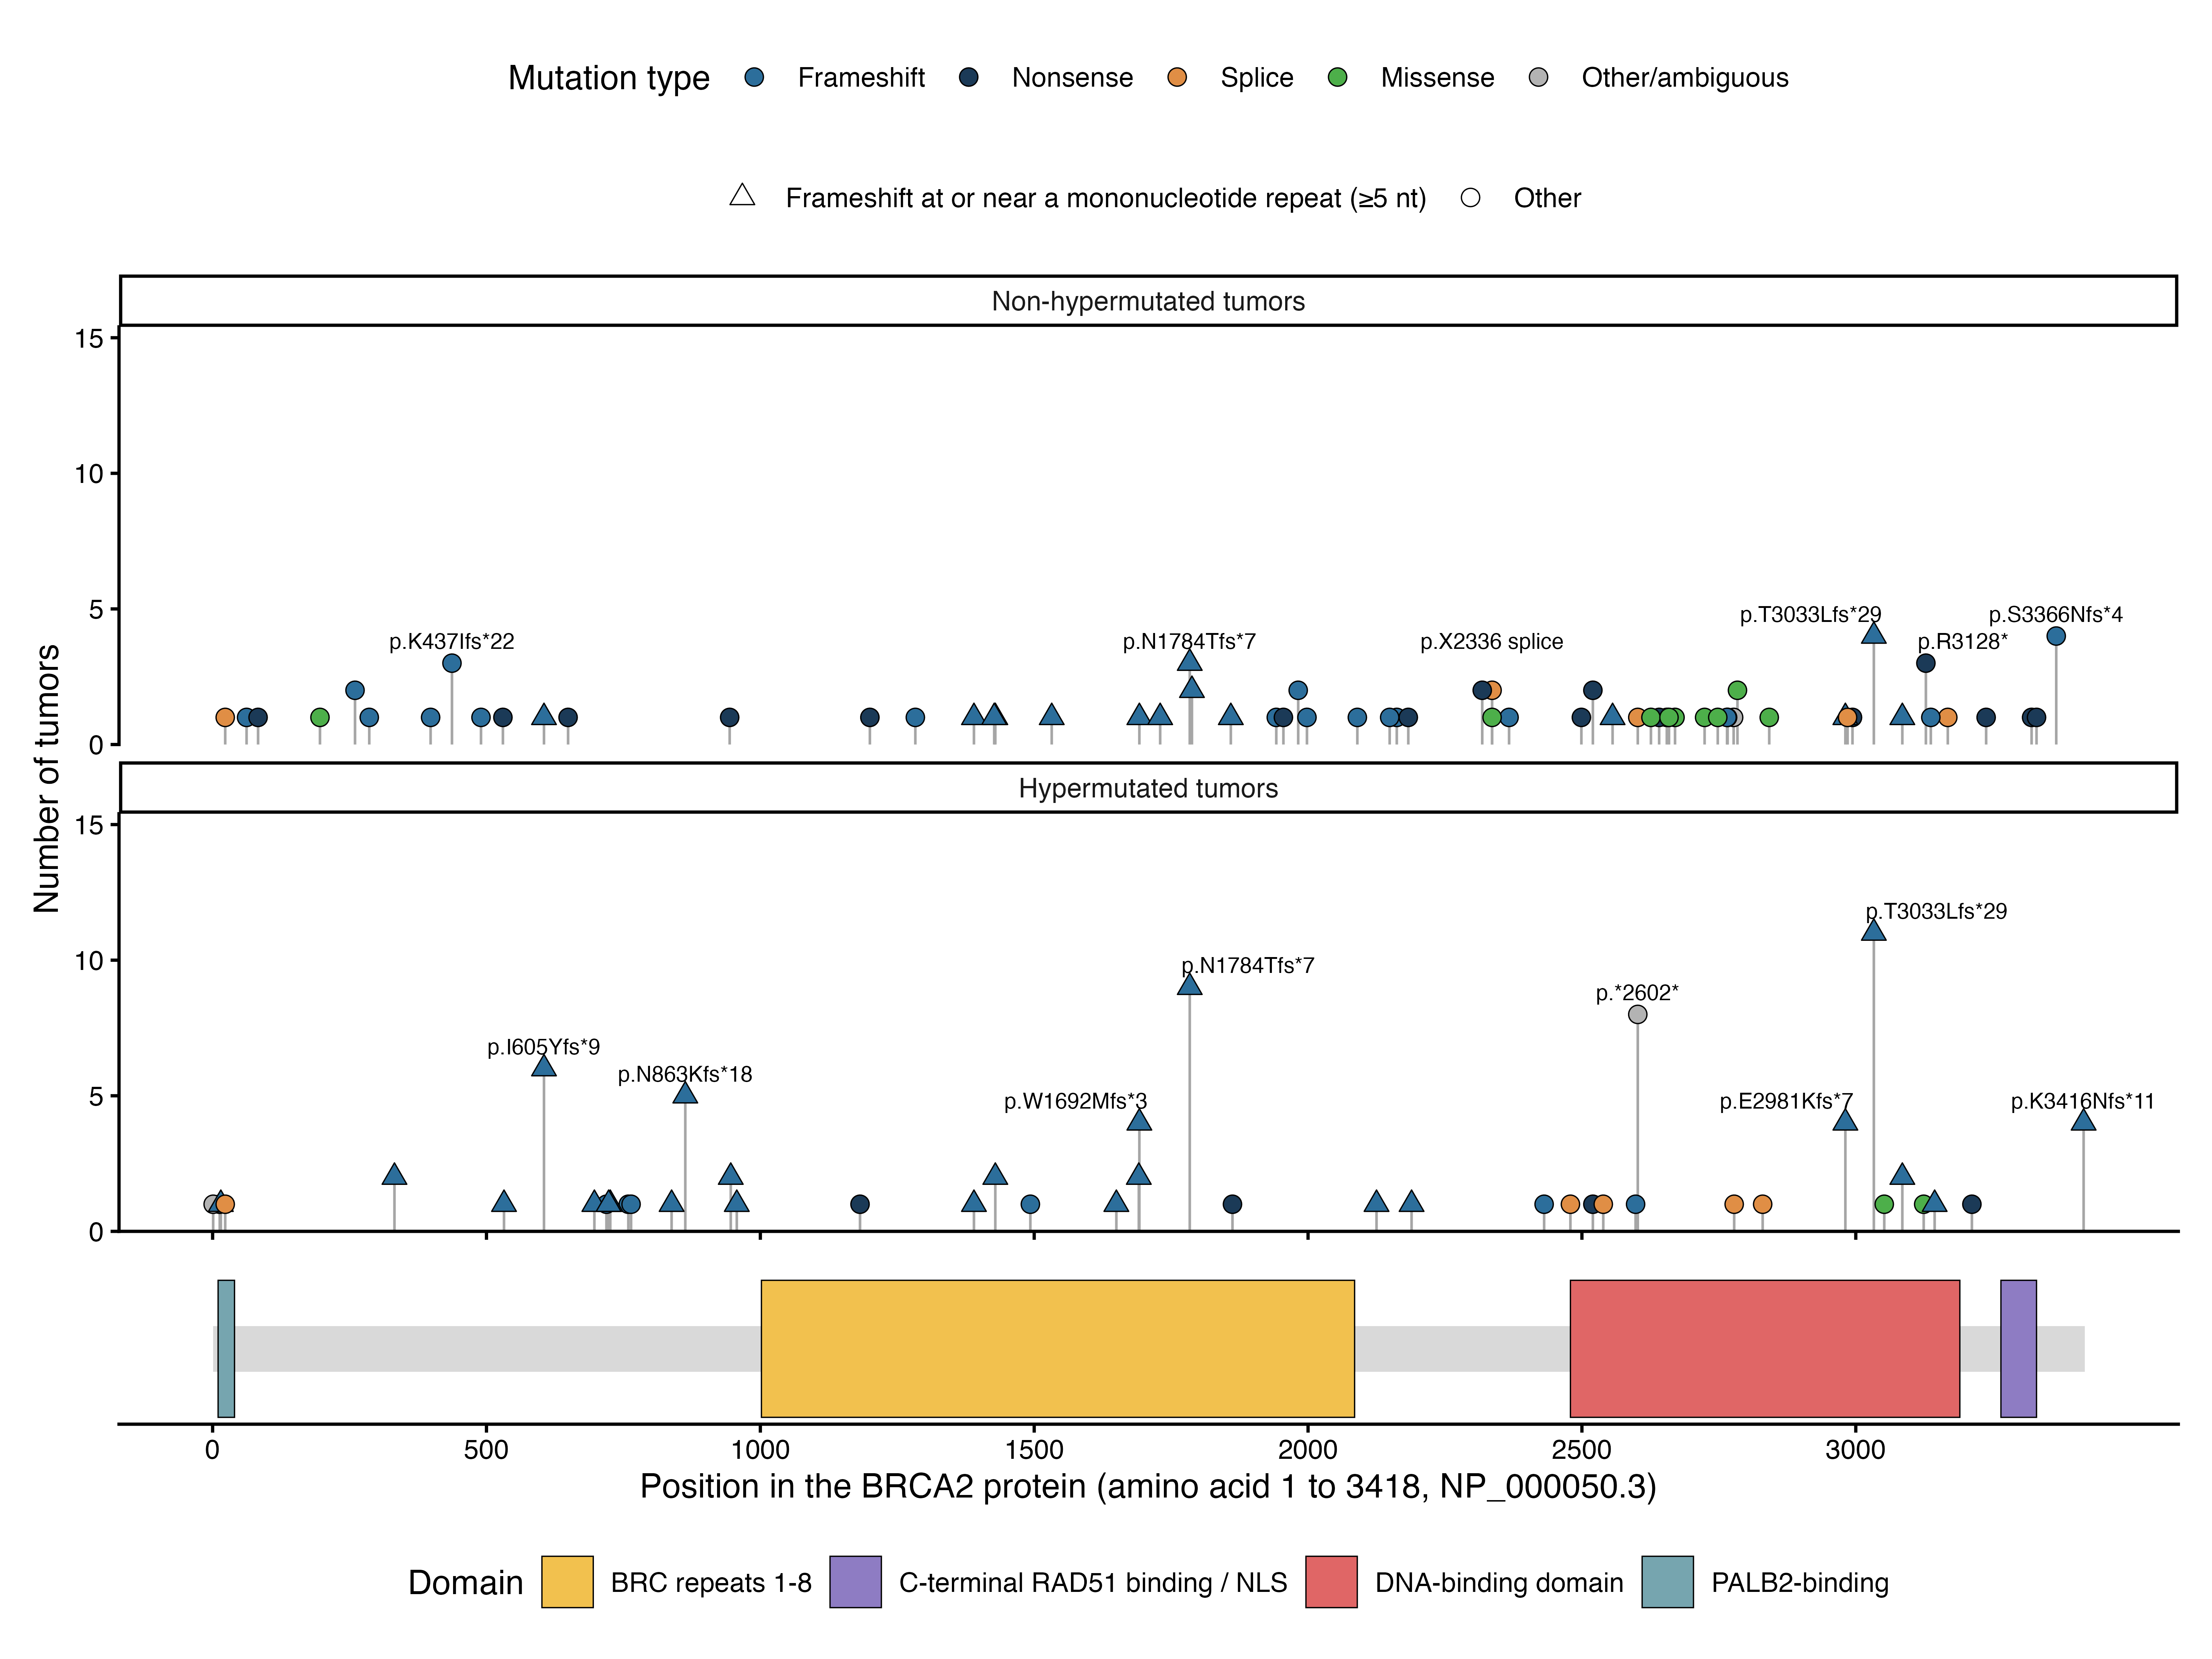 Mutation type Frameshift Nonsense Splice Missense Other/ambiguous
Frameshift at or near a mononucleotide repeat (≥5 nt) Other
Non-hypermutated tumors
15
10
5
0
p.K437Ifs*22
p.N1784Tfs*7
p.X2336 splice
p.T3033Lfs*29
p.R3128*
p.S3366Nfs*4
Number of tumors
Hypermutated tumors
15
10
5
0
p.I605Yfs*9
p.N863Kfs*18
p.W1692Mfs*3
p.N1784Tfs*7
p.*2602*
p.E2981Kfs*7
p.T3033Lfs*29
p.K3416Nfs*11
0 500 1000 1500 2000 2500 3000
Position in the BRCA2 protein (amino acid 1 to 3418, NP_000050.3)
Domain BRC repeats 1-8 C-terminal RAD51 binding / NLS DNA-binding domain PALB2-binding